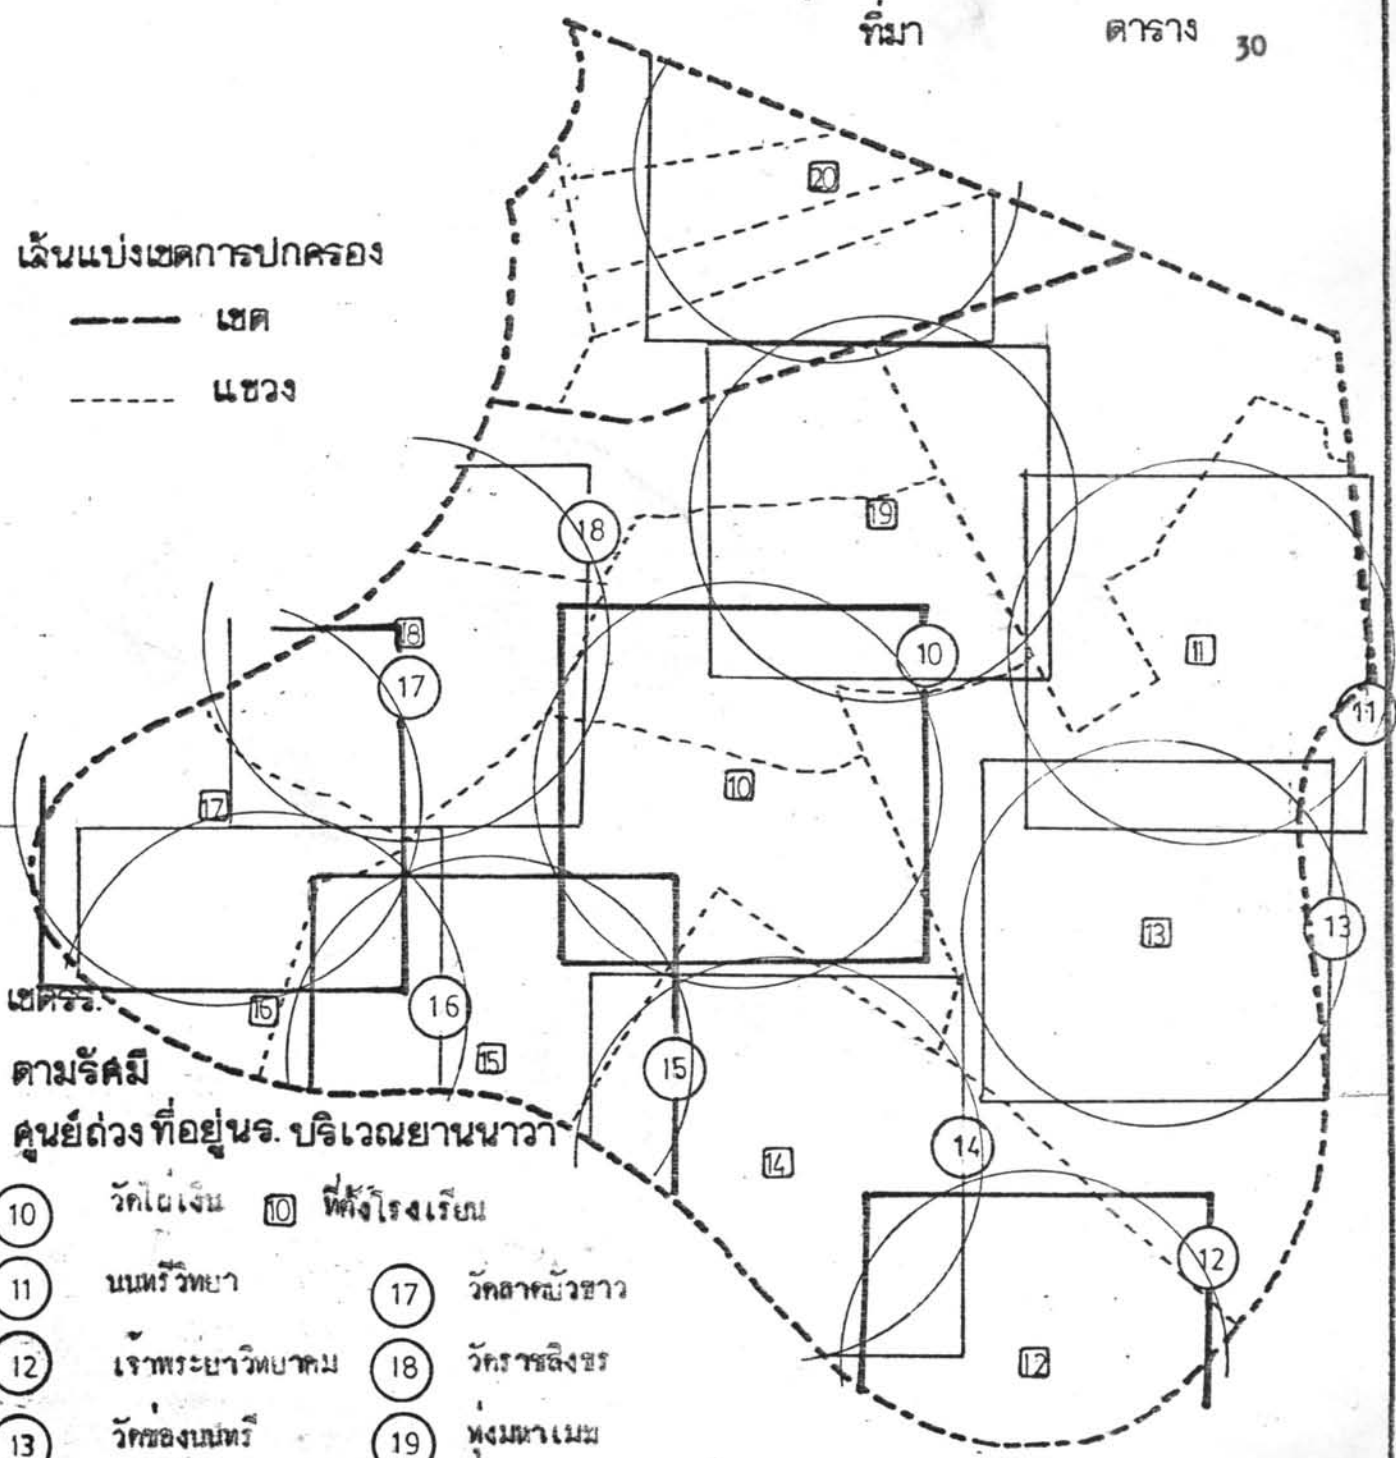 ที่มา ตาราง 30
เส้นแบ่งเขตการปกครอง
เขต
แขวง
20
19
18
11
18
10
17
11
10
17
13
13
16
16
15
15
14
14
12
12
เขตรร.
ตามรัศมี
ศูนย์ถ่วงที่อยู่นร. บริเวณยานนาวา
10 วัดไผ่เงิน 10 ที่ตั้งโรงเรียน
11 นนทรีวิทยา 17 วัดลาดบัวขาว
12 เจ้าพระยาวิทยาคม 18 วัดราชสิงขร
13 วัดช่องนนทรี 19 ทุ่งมหาเมฆ